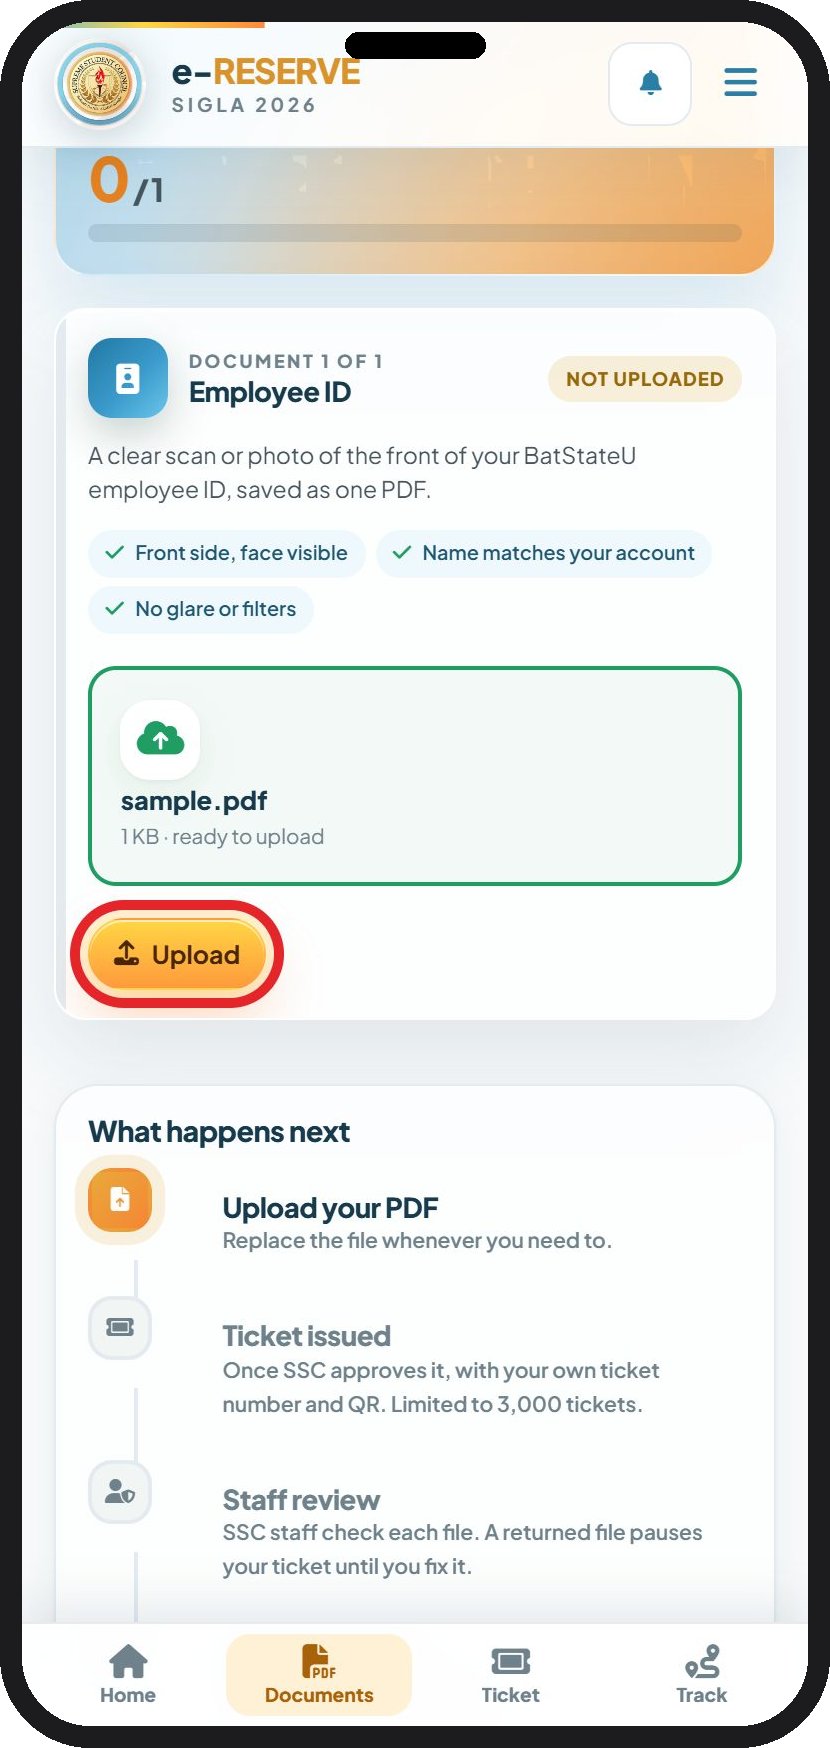 e-RESERVE
SIGLA 2026
0/1
DOCUMENT 1 OF 1
Employee ID
NOT UPLOADED
A clear scan or photo of the front of your BatStateU
employee ID, saved as one PDF.
Front side, face visible
Name matches your account
No glare or filters
sample.pdf
1 KB · ready to upload
Upload
What happens next
Upload your PDF
Replace the file whenever you need to.
Ticket issued
Once SSC approves it, with your own ticket
number and QR. Limited to 3,000 tickets.
Staff review
SSC staff check each file. A returned file pauses
your ticket until you fix it.
PDF
Home
Documents
Ticket
Track